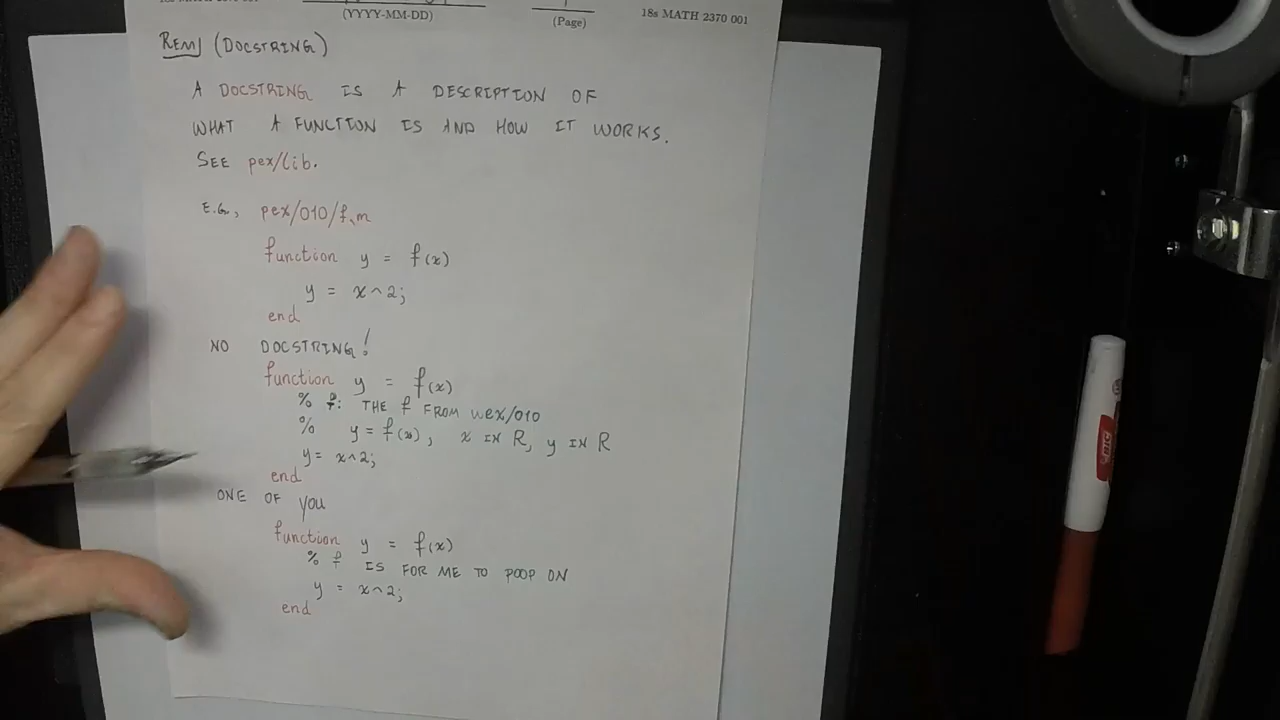 (YYYY-MM-DD)
(Page)
18s MATH 2370 001
REM (DOCSTRING)
A DOCSTRING IS A DESCRIPTION OF
WHAT A FUNCTION IS AND HOW IT WORKS.
SEE pex/lib.
E.G., pex/010/f.m
function y = f(x)
y = x^2;
end
NO DOCSTRING!
function y = f(x)
% f: THE f FROM wex/010
% y = f(x), x IN R, y IN R
y = x^2;
end
ONE OF YOU
function y = f(x)
% f IS FOR ME TO POOP ON
y = x^2;
end
BIC